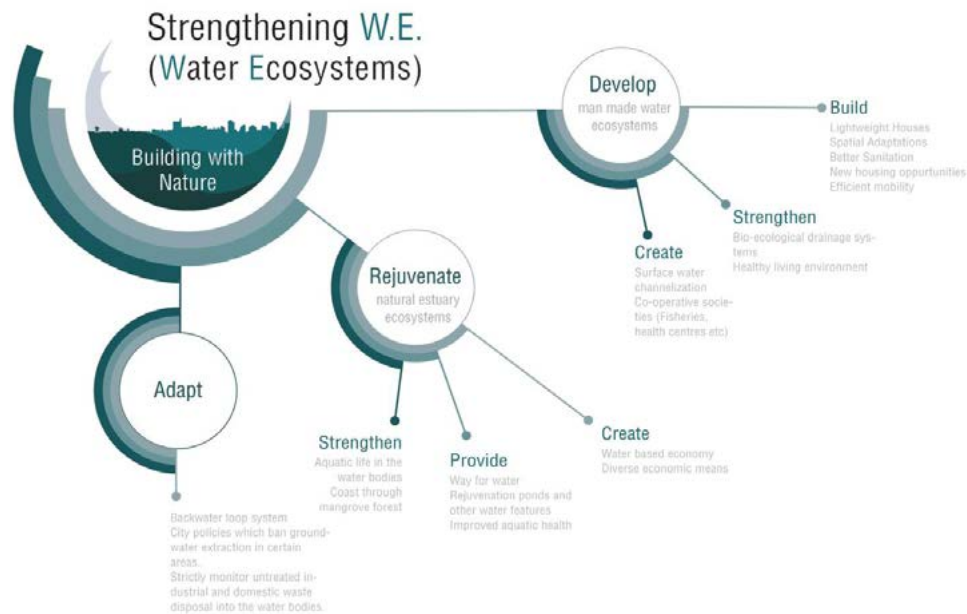 Strengthening W.E.
(Water Ecosystems)
Building with
Nature
Develop
man made water
ecosystems
Build
Lightweight Houses
Spatial Adaptations
Better Sanitation
New housing opportunities
Efficient mobility
Strengthen
Bio-ecological drainage sys-
tems
Healthy living environment
Create
Surface water
channelization
Co-operative socie-
ties (Fisheries,
health centres etc)
Rejuvenate
natural estuary
ecosystems
Adapt
Strengthen
Aquatic life in the
water bodies
Coast through
mangrove forest
Provide
Way for water
Rejuvenation ponds and
other water features
Improved aquatic health
Create
Water based economy
Diverse economic means
Backwater loop system
City policies which ban ground-
water extraction in certain
areas.
Strictly monitor untreated in-
dustrial and domestic waste
disposal into the water bodies.